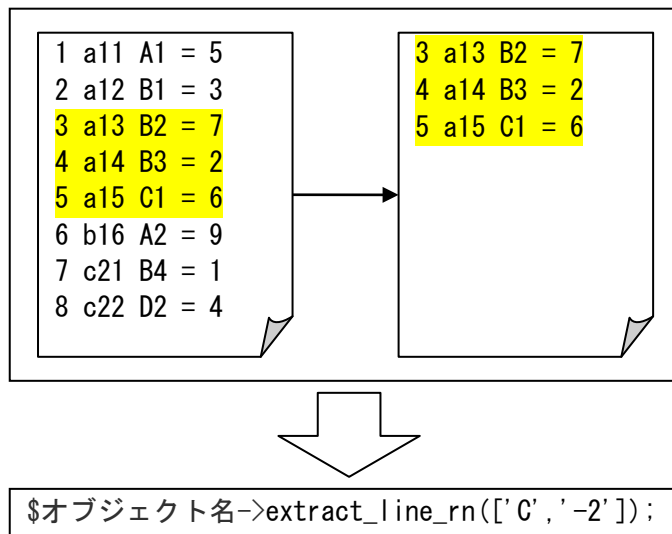 1 a11 A1 = 5
2 a12 B1 = 3
3 a13 B2 = 7
4 a14 B3 = 2
5 a15 C1 = 6
6 b16 A2 = 9
7 c21 B4 = 1
8 c22 D2 = 4
3 a13 B2 = 7
4 a14 B3 = 2
5 a15 C1 = 6
$オブジェクト名->extract_line_rn(['C','-2']);